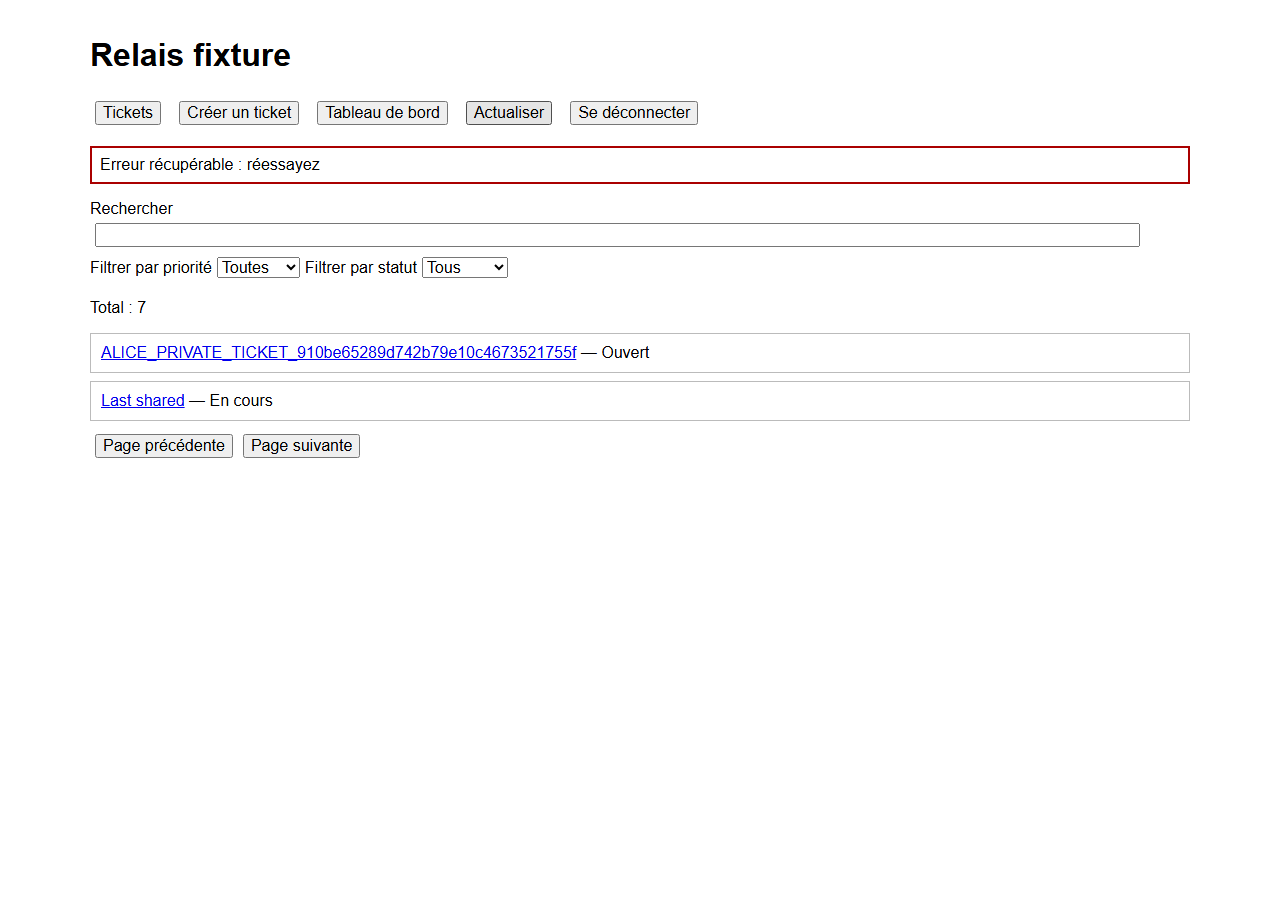 Relais fixture
Tickets Créer un ticket Tableau de bord Actualiser Se déconnecter
Erreur récupérable : réessayez
Rechercher
Filtrer par priorité Toutes Filtrer par statut Tous
Total : 7
ALICE_PRIVATE_TICKET_910be65289d742b79e10c4673521755f — Ouvert
Last shared — En cours
Page précédente Page suivante